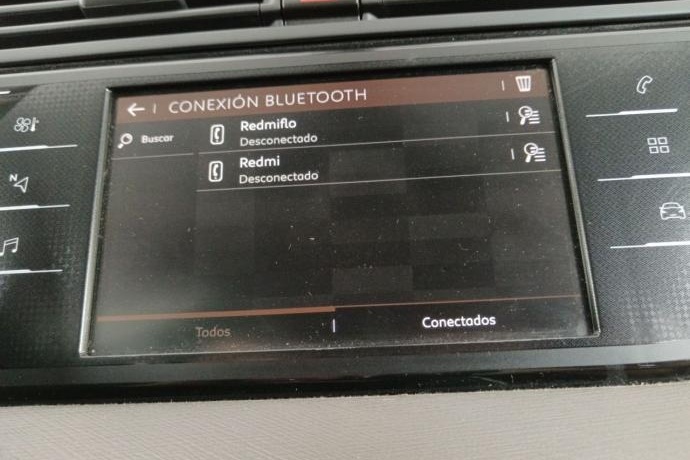 CONEXIÓN BLUETOOTH
Buscar
Redmiflo
Desconectado
Redmi
Desconectado
Todos
Conectados
N